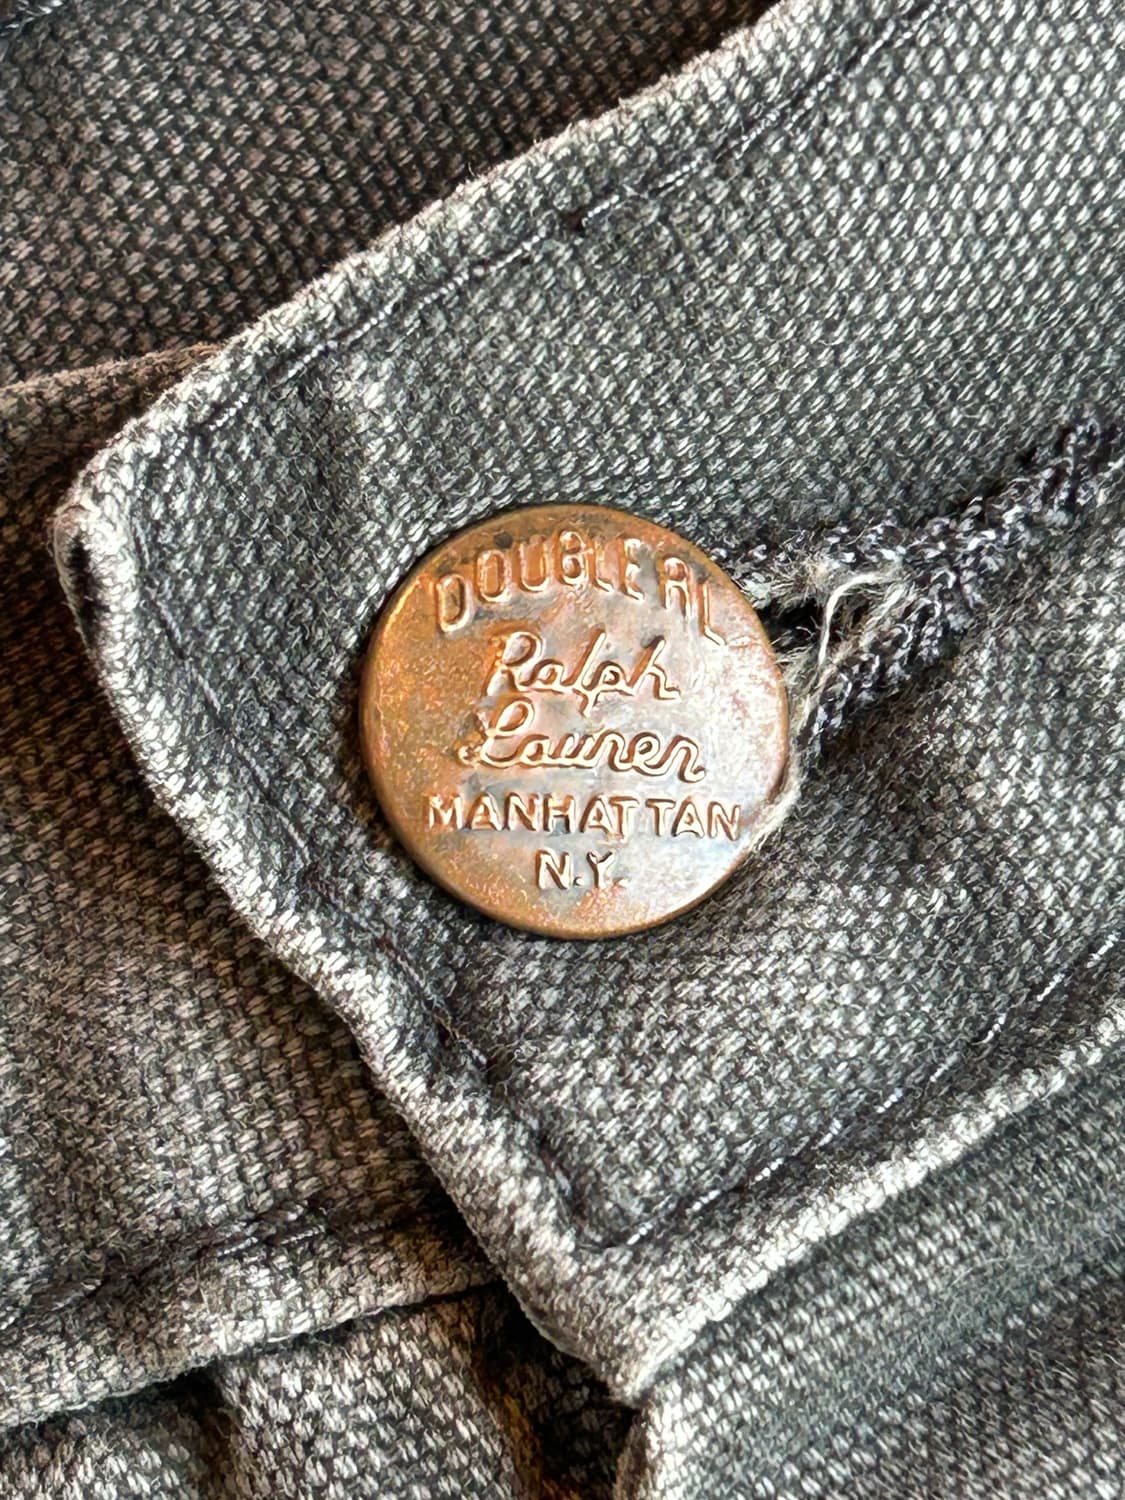 DOUBLE RL
Ralph
Lauren
MANHATTAN
N.Y.